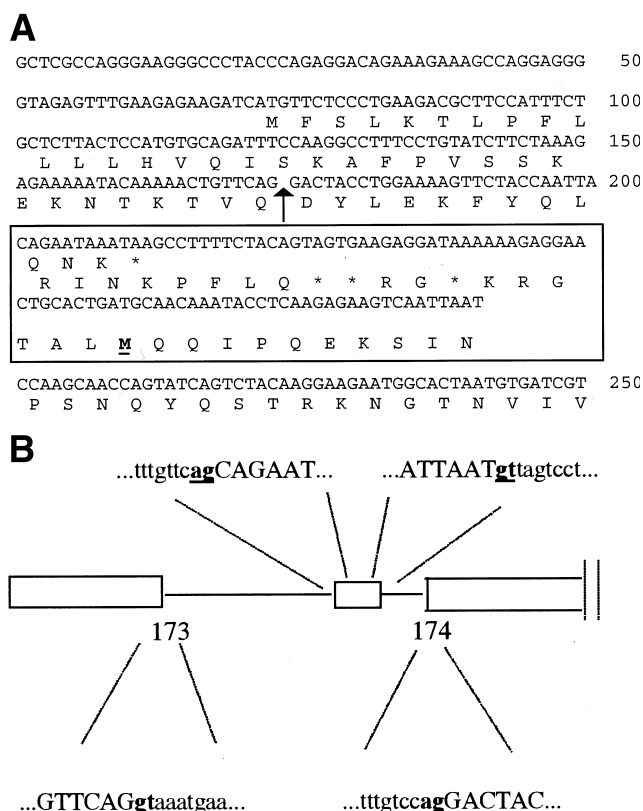 A
GCTCGCCAGGGAAGGGCCCTACCCAGAGGACAGAAAGAAAGCCAGGAGGG 50
GTAGAGTTTGAAGAGAAGATCATGTTCTCCCTGAAGACGCTTCCATTTCT 100
M F S L K T L P F L
GCTCTTACTCCATGTGCAGATTTCCAAGGCCTTTCCTGTATCTTCTAAAG 150
L L L H V Q I S K A F P V S S K
AGAAAAATACAAAAACTGTTCAG GACTACCTGGAAAAGTTCTACCAATTA 200
E K N T K T V Q D Y L E K F Y Q L
CAGAATAAATAAGCCTTTTCTACAGTAGTGAAGAGGATAAAAAAGAGGAA
Q N K *
R I N K P F L Q * * R G * K R G
CTGCACTGATGCAACAAATACCTCAAGAGAAGTCAATTAAT
T A L M Q Q I P Q E K S I N
CCAAGCAACCAGTATCAGTCTACAAGGAAGAATGGCACTAATGTGATCGT 250
P S N Q Y Q S T R K N G T N V I V
B
...tttgttcagCAGAAT... ...ATTAATgttagtcct...
173 174
...GTTCAGgtaaatgaa... ...tttgtccagGACTAC...